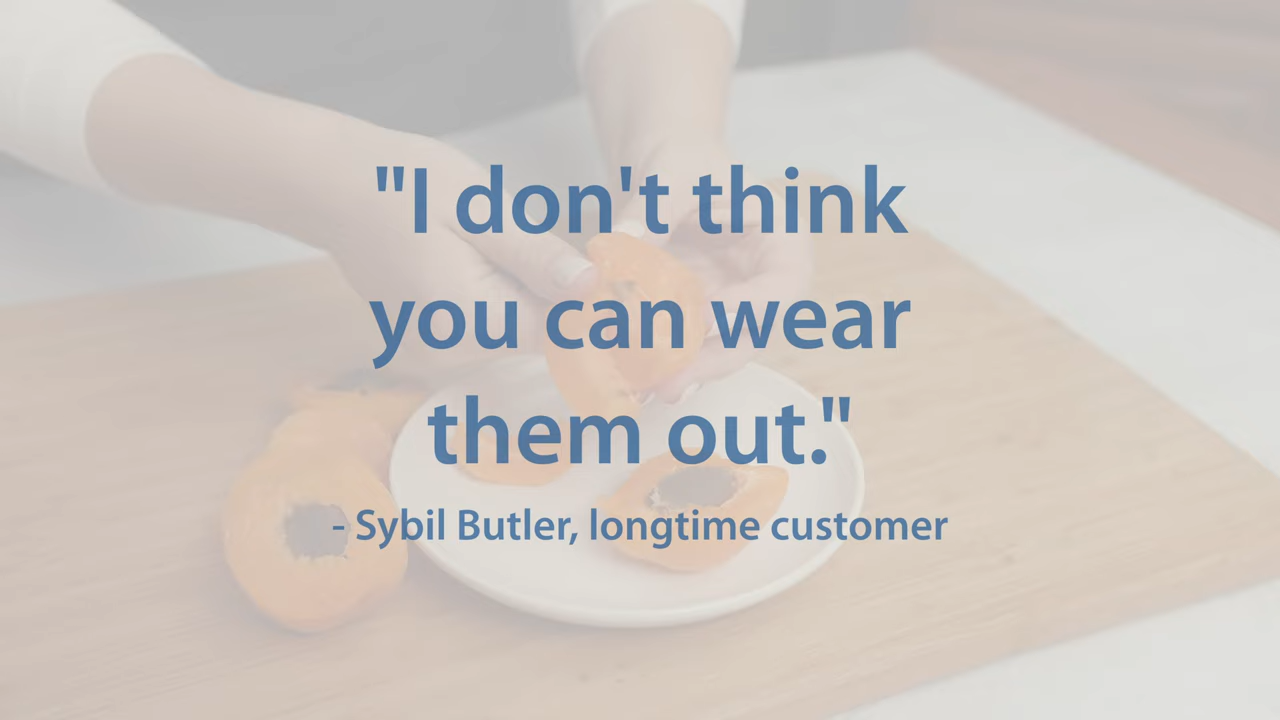 "I don't think
you can wear
them out."
- Sybil Butler, longtime customer